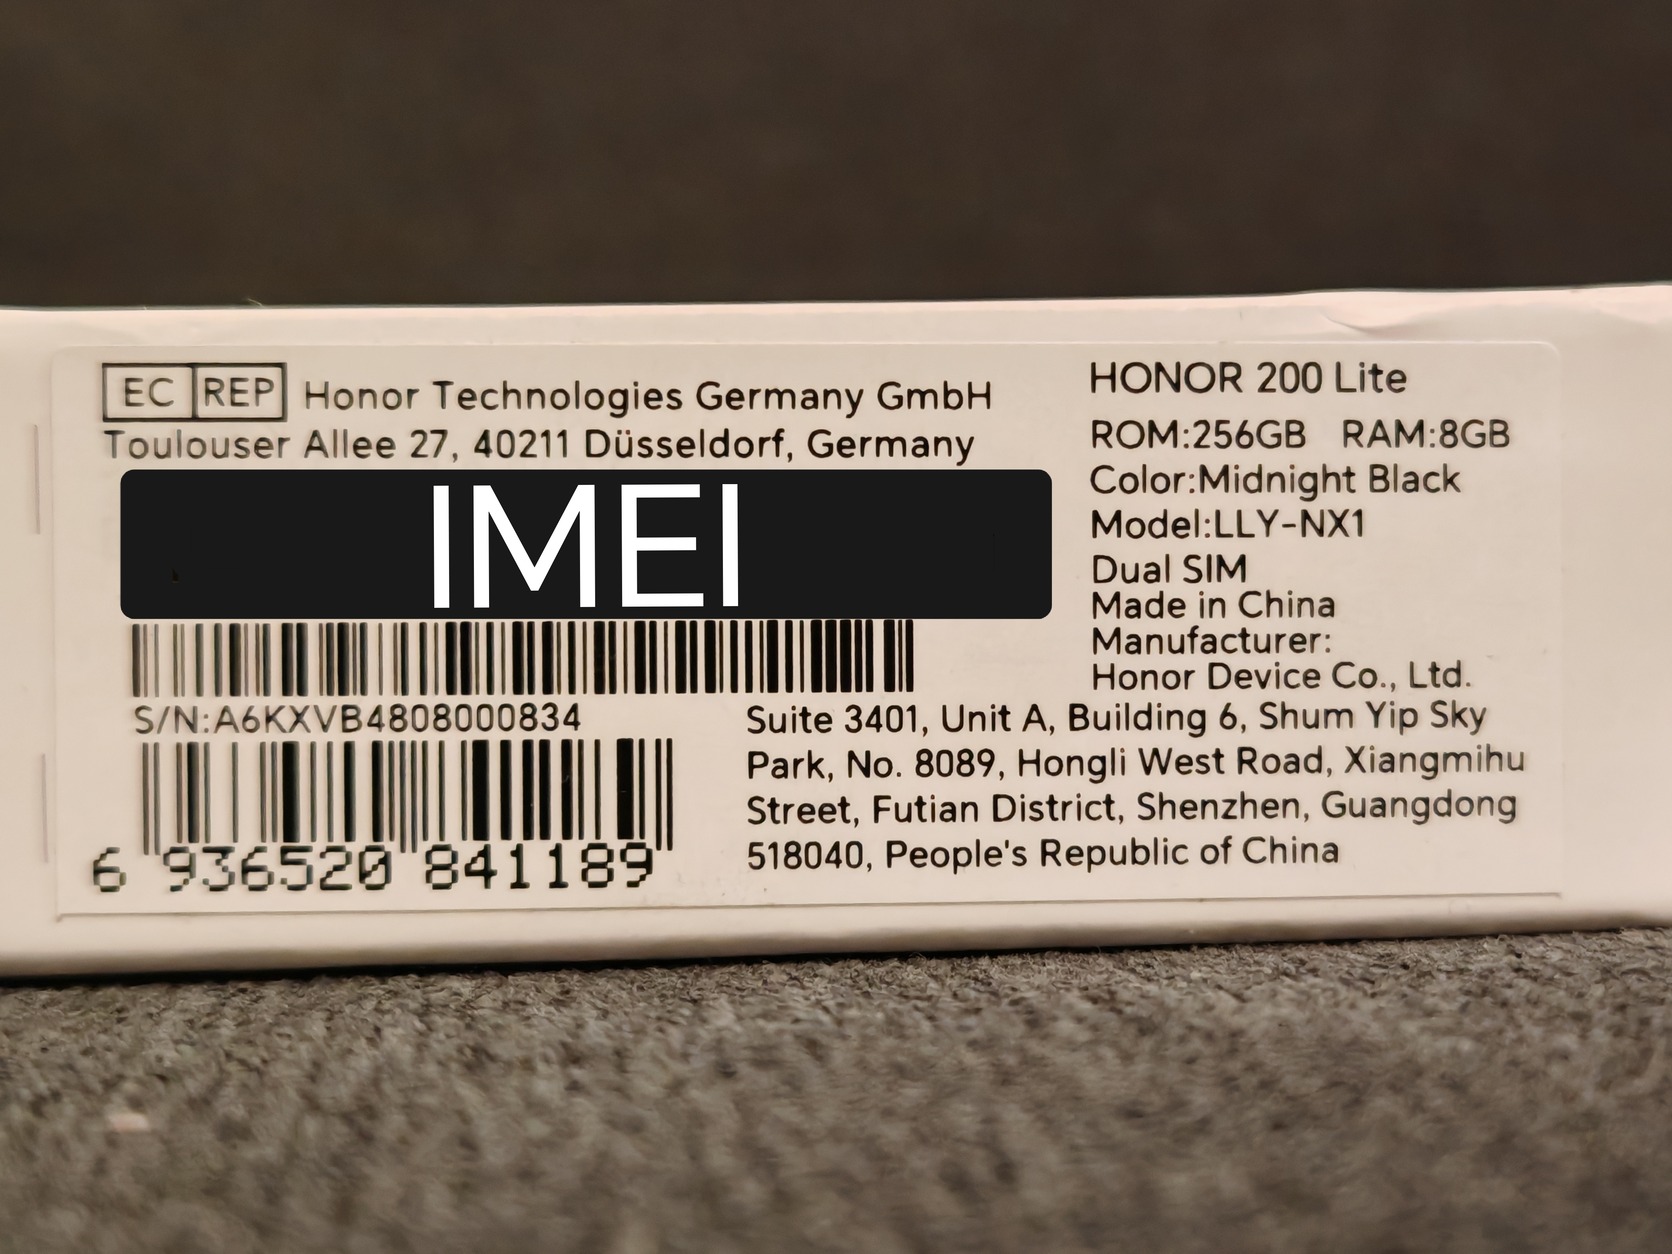 EC REP Honor Technologies Germany GmbH
Toulouser Allee 27, 40211 Düsseldorf, Germany
IMEI
S/N:A6KXVB4808000834
6 936520 841189
HONOR 200 Lite
ROM:256GB RAM:8GB
Color:Midnight Black
Model:LLY-NX1
Dual SIM
Made in China
Manufacturer:
Honor Device Co., Ltd.
Suite 3401, Unit A, Building 6, Shum Yip Sky
Park, No. 8089, Hongli West Road, Xiangmihu
Street, Futian District, Shenzhen, Guangdong
518040, People's Republic of China